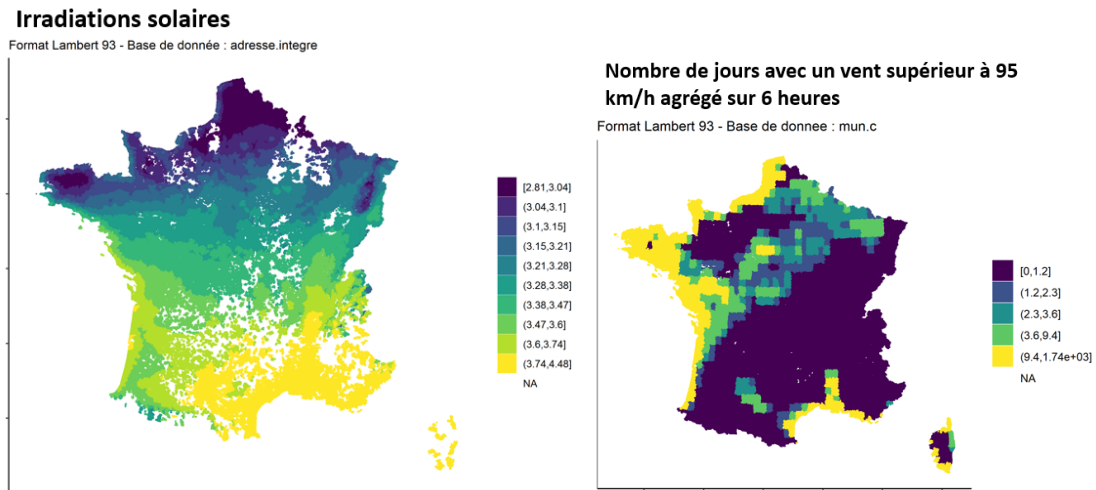 Irradiations solaires
Format Lambert 93 - Base de donnée : adresse.integre
[2.81,3.04]
(3.04,3.1]
(3.1,3.15]
(3.15,3.21]
(3.21,3.28]
(3.28,3.38]
(3.38,3.47]
(3.47,3.6]
(3.6,3.74]
(3.74,4.48]
NA
Nombre de jours avec un vent supérieur à 95
km/h agrégé sur 6 heures
Format Lambert 93 - Base de donnee : mun.c
[0,1.2]
(1.2,2.3]
(2.3,3.6]
(3.6,9.4]
(9.4,1.74e+03]
NA